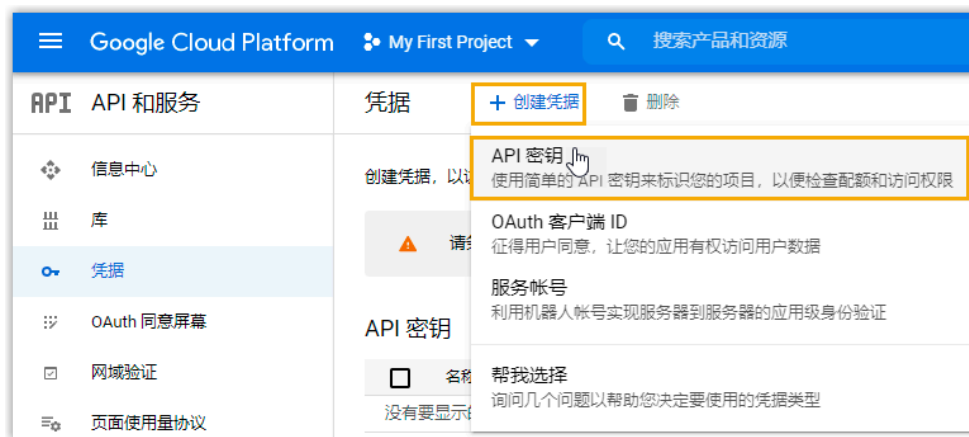 Google Cloud Platform
My First Project
搜索产品和资源
API API 和服务
凭据
创建凭据
删除
信息中心
库
凭据
OAuth 同意屏幕
网域验证
页面使用量协议
创建凭据，以
API 密钥
使用简单的 API 密钥来标识您的项目，以便检查配额和访问权限
OAuth 客户端 ID
征得用户同意，让您的应用有权访问用户数据
请
服务帐号
利用机器人帐号实现服务器到服务器的应用级身份验证
API 密钥
名称
帮我选择
询问几个问题以帮助您决定要使用的凭据类型
没有要显示